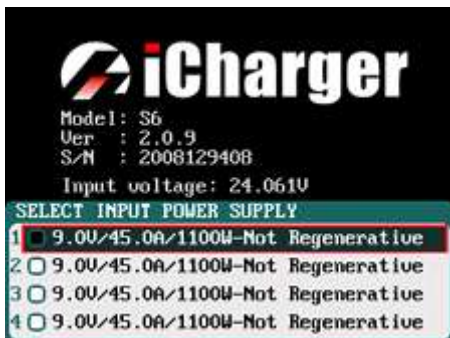 iCharger
Model: S6
Ver : 2.0.9
S/N : 2008129408
Input voltage: 24.061V
SELECT INPUT POWER SUPPLY
1 9.0V/45.0A/1100W-Not Regenerative
2 9.0V/45.0A/1100W-Not Regenerative
3 9.0V/45.0A/1100W-Not Regenerative
4 9.0V/45.0A/1100W-Not Regenerative